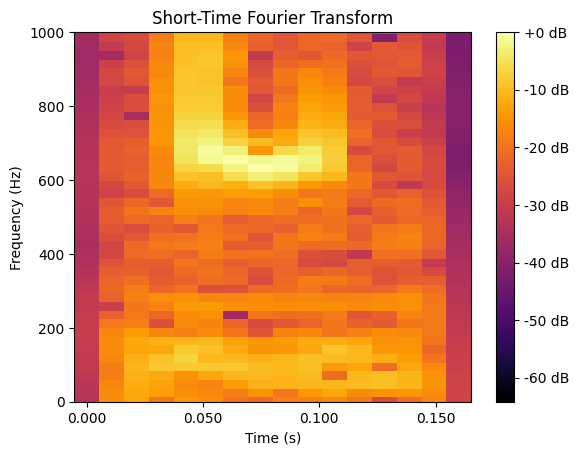 Short-Time Fourier Transform
1000
800
600
400
200
0
Frequency (Hz)
0.000
0.050
0.100
0.150
Time (s)
+0 dB
-10 dB
-20 dB
-30 dB
-40 dB
-50 dB
-60 dB